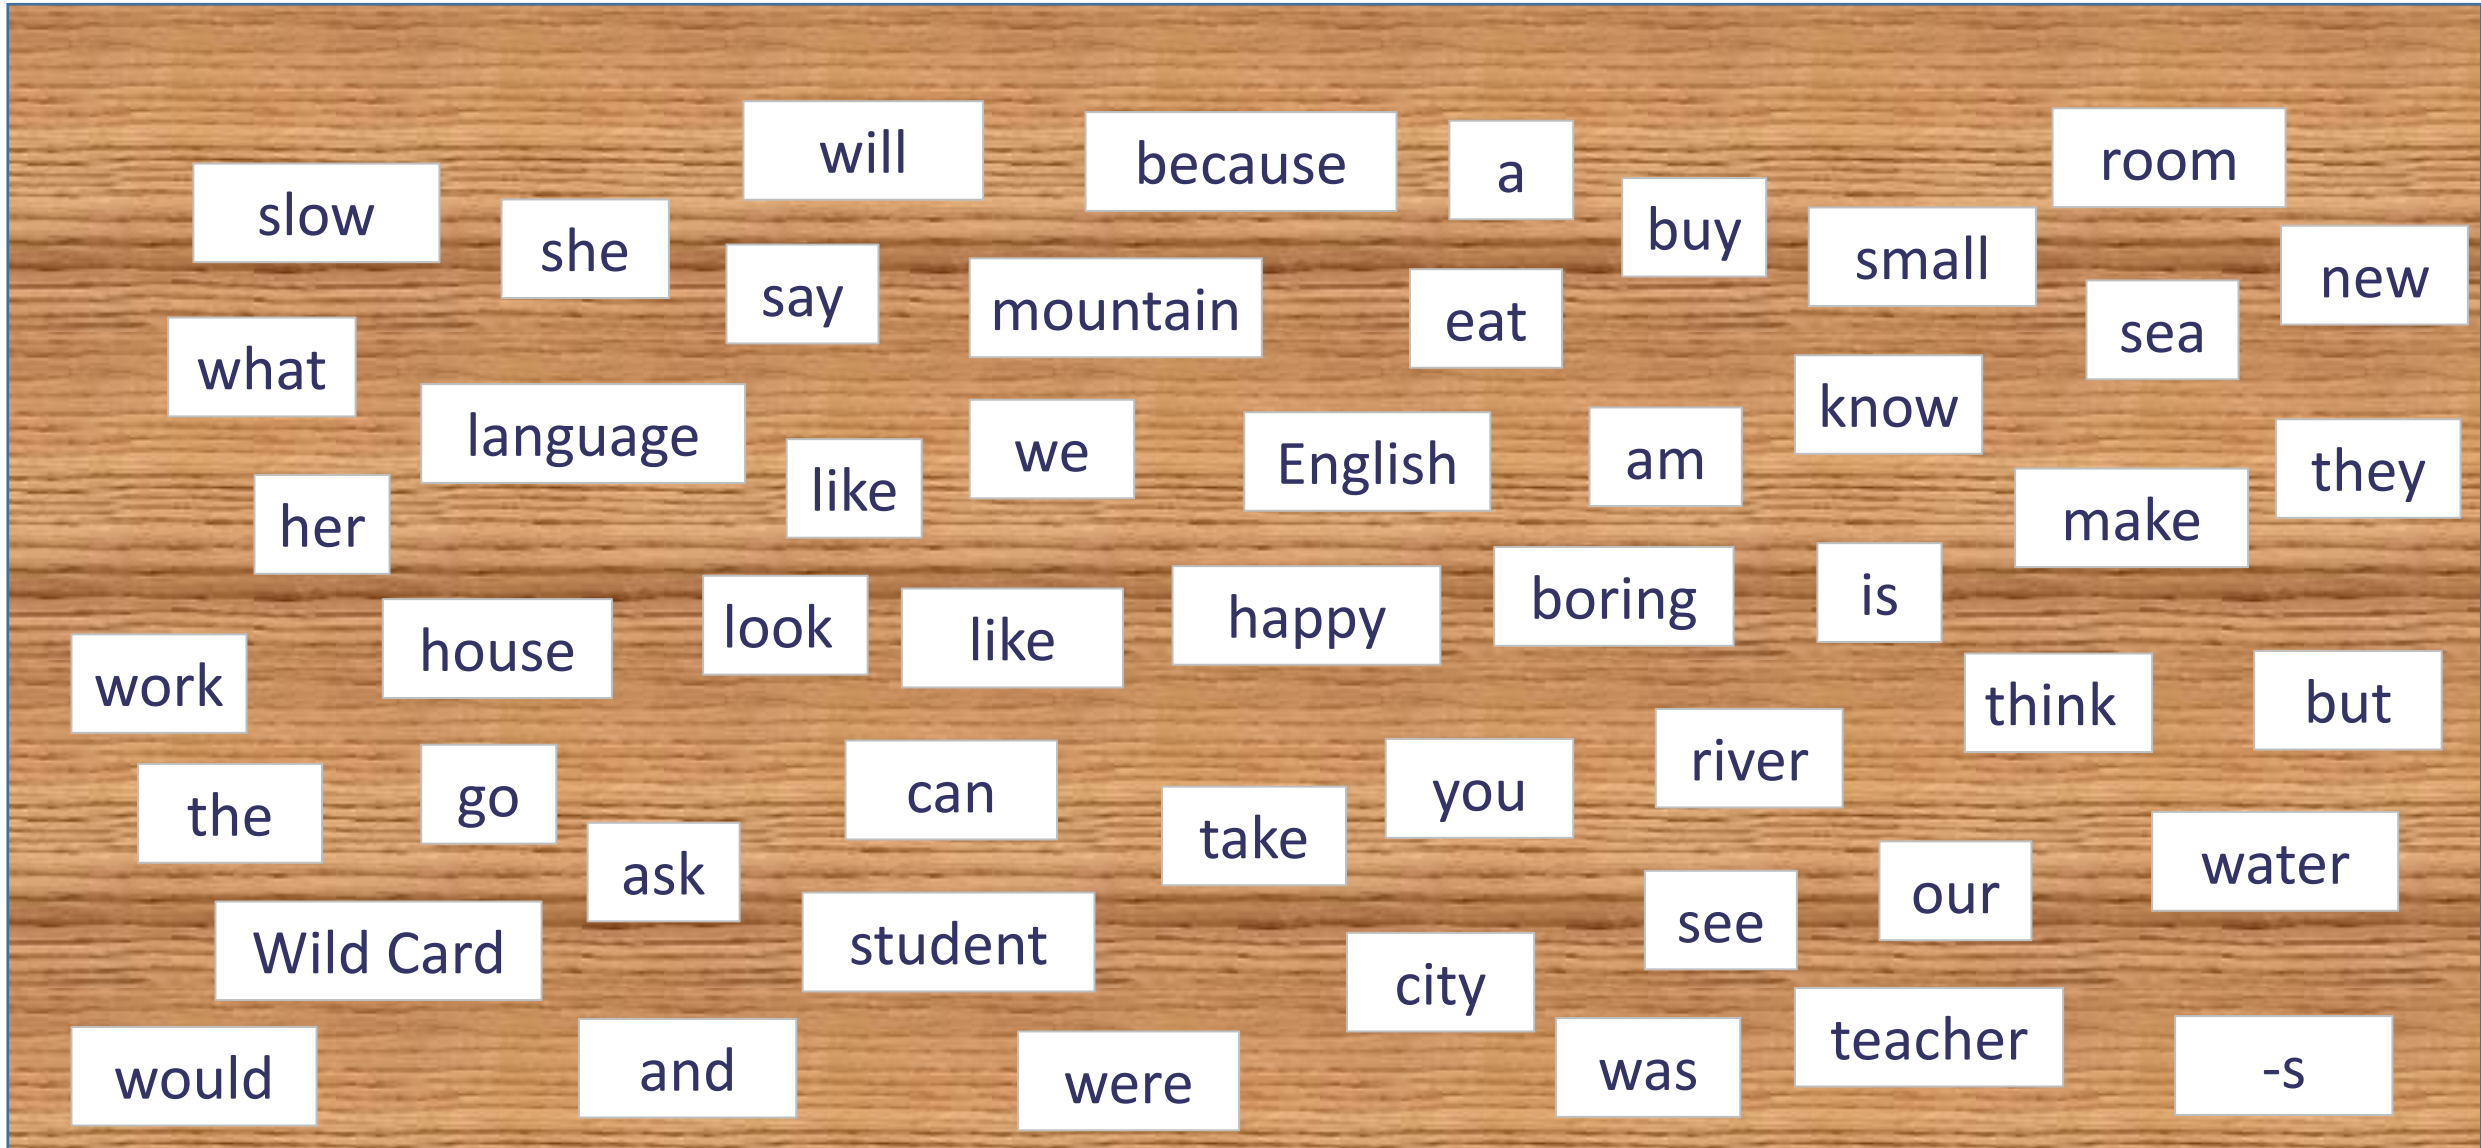 will
because
a
room
slow
she
say
mountain
eat
buy
small
sea
new
what
language
like
we
English
am
know
they
her
make
house
look
like
happy
boring
is
work
think
but
the
go
can
take
you
river
ask
water
Wild Card
student
see
our
city
would
and
were
was
teacher
-s